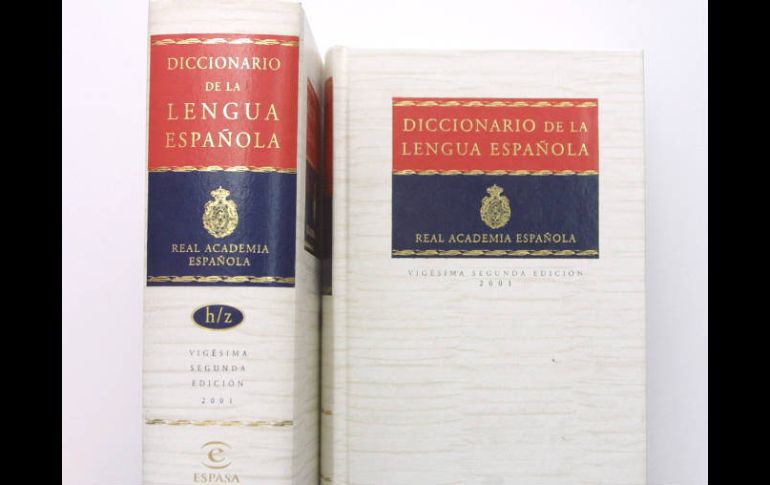 DICCIONARIO
DE LA
LENGUA
ESPAÑOLA
REAL ACADEMIA
ESPAÑOLA
h/z
VIGÉSIMA
SEGUNDA
EDICIÓN
2001
e
ESPASA
DICCIONARIO DE LA
LENGUA ESPAÑOLA
REAL ACADEMIA ESPAÑOLA
VIGÉSIMA SEGUNDA EDICIÓN
2001